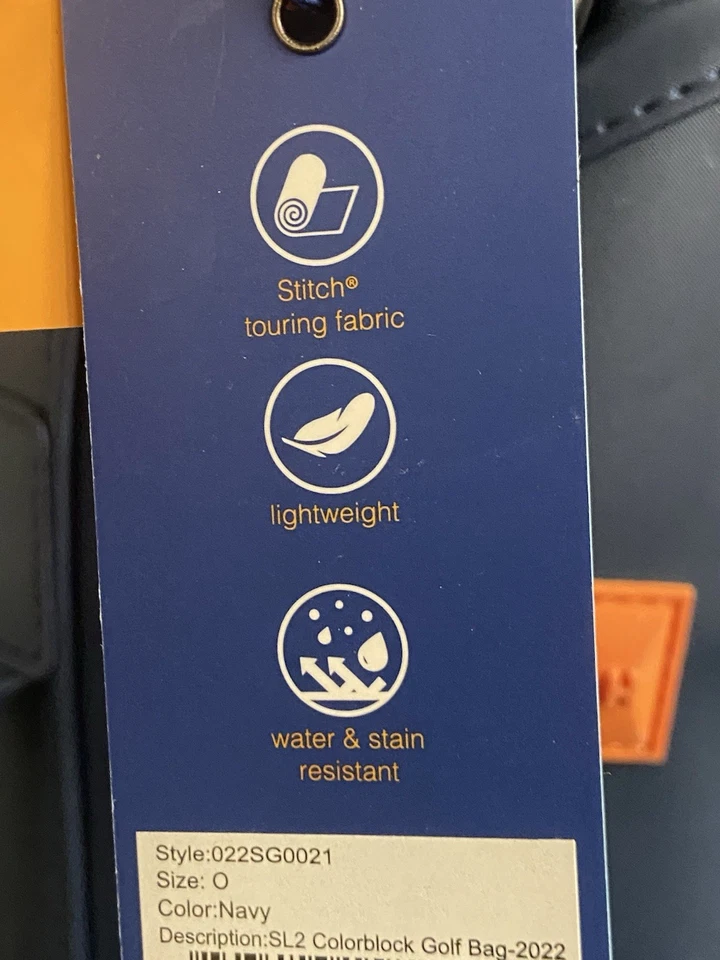 Stitch®
touring fabric
lightweight
water & stain
resistant
Style:022SG0021
Size: O
Color:Navy
Description:SL2 Colorblock Golf Bag-2022